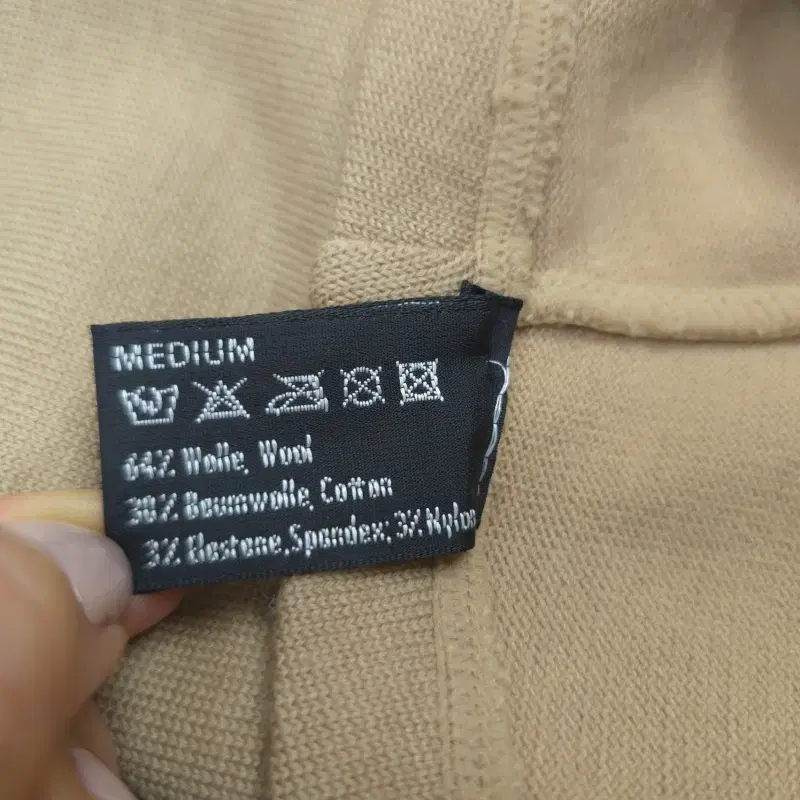 MEDIUM
64% Wolle, Wool
30% Baumwolle, Cotton
3% Elastane, Spandex; 3% Nylon